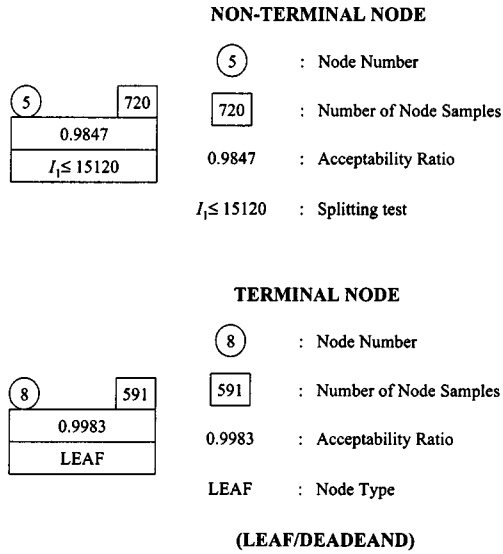 NON-TERMINAL NODE
5 : Node Number
5 720
0.9847
I₁≤ 15120
720 : Number of Node Samples
0.9847 : Acceptability Ratio
I₁≤ 15120 : Splitting test
TERMINAL NODE
8 : Node Number
8 591
0.9983
LEAF
591 : Number of Node Samples
0.9983 : Acceptability Ratio
LEAF : Node Type
(LEAF/DEADEAND)